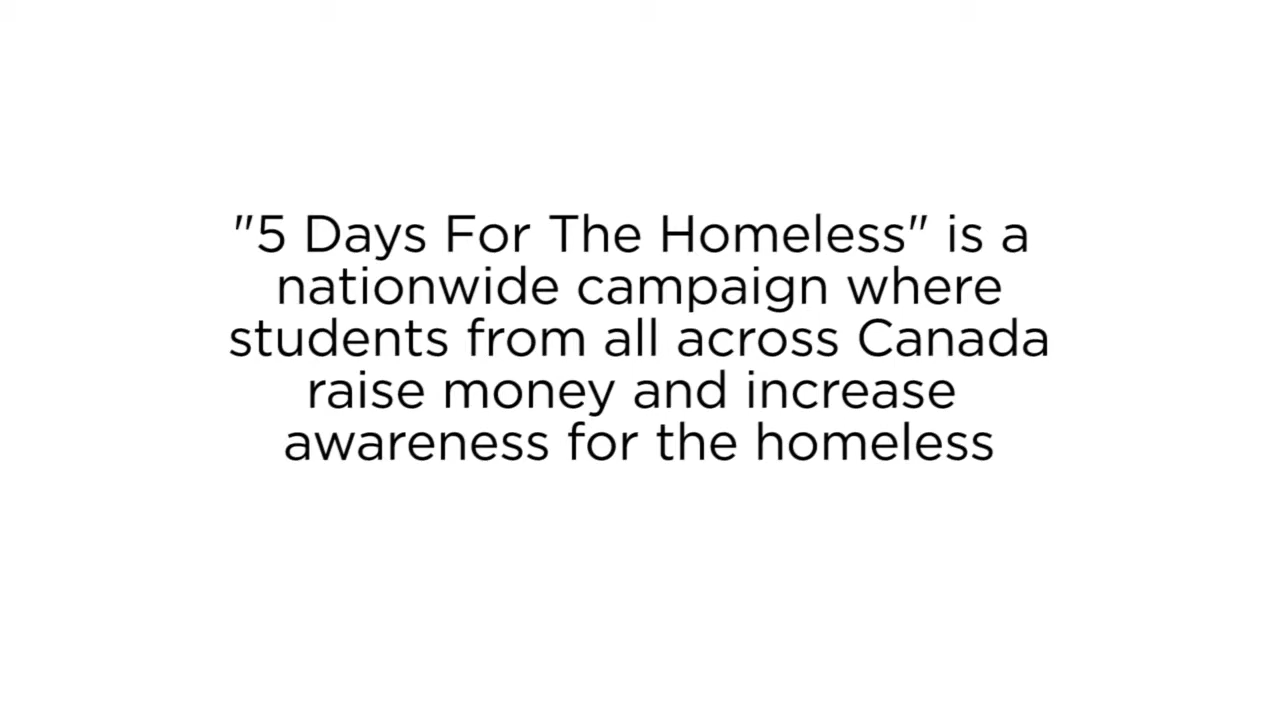 "5 Days For The Homeless" is a
nationwide campaign where
students from all across Canada
raise money and increase
awareness for the homeless